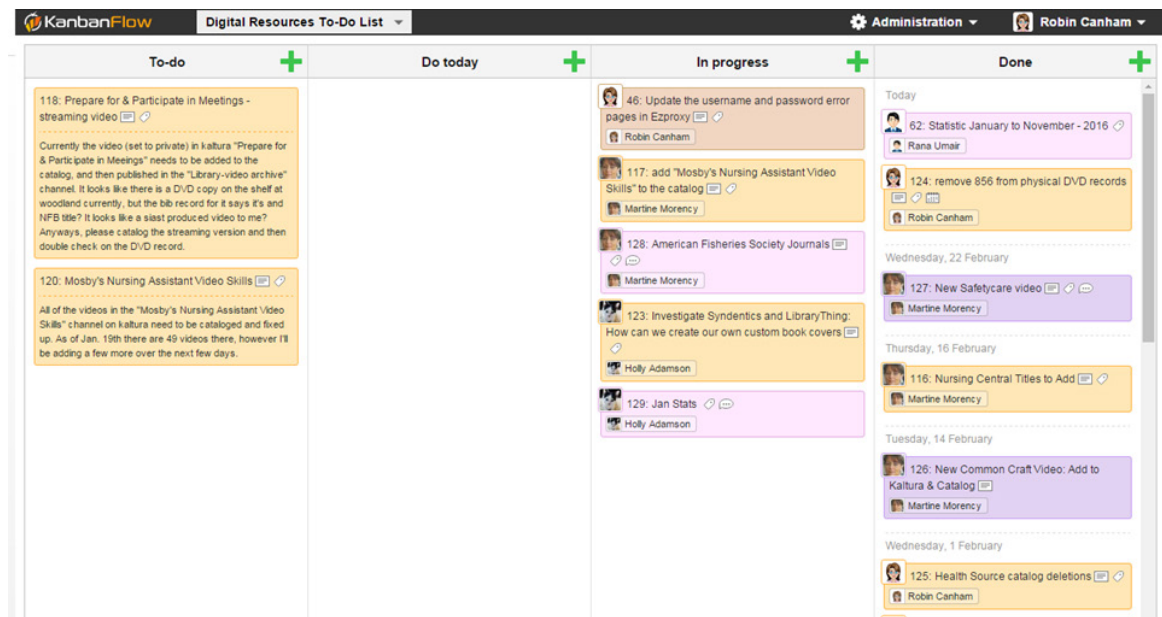 KanbanFlow
Digital Resources To-Do List
Administration
Robin Canham
To-do
Do today
In progress
Done
118: Prepare for & Participate in Meetings -
streaming video
Currently the video (set to private) in kaltura "Prepare for
& Participate in Meeings" needs to be added to the
catalog, and then published in the "Library-video archive"
channel. It looks like there is a DVD copy on the shelf at
woodland currently, but the bib record for it says it's and
NFB title? It looks like a siast produced video to me?
Anyways, please catalog the streaming version and then
double check on the DVD record.
120: Mosby's Nursing Assistant Video Skills
All of the videos in the "Mosby's Nursing Assistant Video
Skills" channel on kaltura need to be cataloged and fixed
up. As of Jan. 19th there are 49 videos there, however I'll
be adding a few more over the next few days.
46: Update the username and password error
pages in Ezproxy
Robin Canham
117: add "Mosby's Nursing Assistant Video
Skills" to the catalog
Martine Morency
128: American Fisheries Society Journals
Martine Morency
123: Investigate Syndentics and LibraryThing:
How can we create our own custom book covers
Holly Adamson
129: Jan Stats
Holly Adamson
Today
62: Statistic January to November - 2016
Rana Umair
124: remove 856 from physical DVD records
Robin Canham
Wednesday, 22 February
127: New Safetycare video
Martine Morency
Thursday, 16 February
116: Nursing Central Titles to Add
Martine Morency
Tuesday, 14 February
126: New Common Craft Video: Add to
Kaltura & Catalog
Martine Morency
Wednesday, 1 February
125: Health Source catalog deletions
Robin Canham